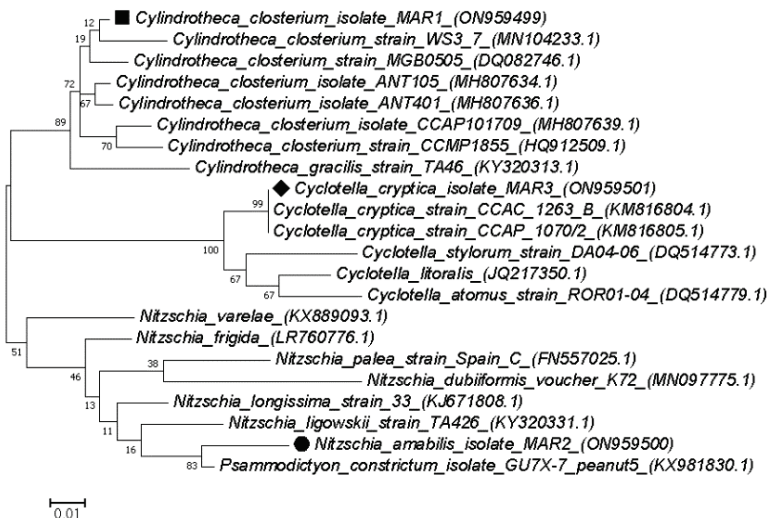 12
Cylindrotheca_closterium_isolate_MAR1_(ON959499)
19
Cylindrotheca_closterium_strain_WS3_7_(MN104233.1)
Cylindrotheca_closterium_strain_MGB0505_(DQ082746.1)
72
Cylindrotheca_closterium_isolate_ANT105_(MH807634.1)
67
Cylindrotheca_closterium_isolate_ANT401_(MH807636.1)
89
Cylindrotheca_closterium_isolate_CCAP101709_(MH807639.1)
70
Cylindrotheca_closterium_strain_CCMP1855_(HQ912509.1)
Cylindrotheca_gracilis_strain_TA46_(KY320313.1)
Cyclotella_cryptica_isolate_MAR3_(ON959501)
99
Cyclotella_cryptica_strain_CCAC_1263_B_(KM816804.1)
Cyclotella_cryptica_strain_CCAP_1070/2_(KM816805.1)
100
Cyclotella_stylorum_strain_DA04-06_(DQ514773.1)
67
Cyclotella_litoralis_(JQ217350.1)
67
Cyclotella_atomus_strain_ROR01-04_(DQ514779.1)
Nitzschia_varelae_(KX889093.1)
51
Nitzschia_frigida_(LR760776.1)
46
38
Nitzschia_palea_strain_Spain_C_(FN557025.1)
Nitzschia_dubiiformis_voucher_K72_(MN097775.1)
13
Nitzschia_longissima_strain_33_(KJ671808.1)
11
Nitzschia_ligowskii_strain_TA426_(KY320331.1)
16
Nitzschia_amabilis_isolate_MAR2_(ON959500)
83
Psammodictyon_constrictum_isolate_GU7X-7_peanut5_(KX981830.1)
0.01